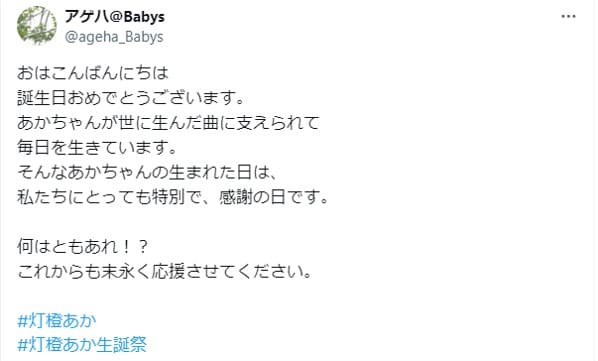 アゲハ@Babys
@ageha_Babys
おはこんばんにちは
誕生日おめでとうございます。
あかちゃんが世に生んだ曲に支えられて
毎日を生きています。
そんなあかちゃんの生まれた日は、
私たちにとっても特別で、感謝の日です。
何はともあれ！？
これからも末永く応援させてください。
#灯橙あか
#灯橙あか生誕祭